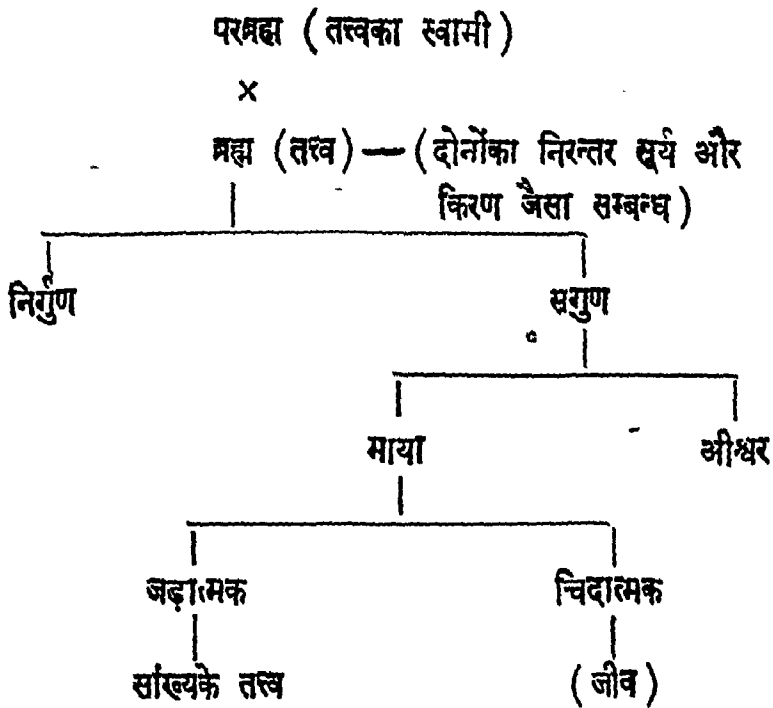 परब्रह्म ( तत्त्वका स्वामी )
×
ब्रह्म ( तत्त्व ) — ( दोनोंका निरन्तर सूर्य और
किरण जैसा सम्बन्ध )
निर्गुण सगुण
माया अीश्वर
जड़ात्मक चिदात्मक
सांख्यके तत्त्व ( जीव )